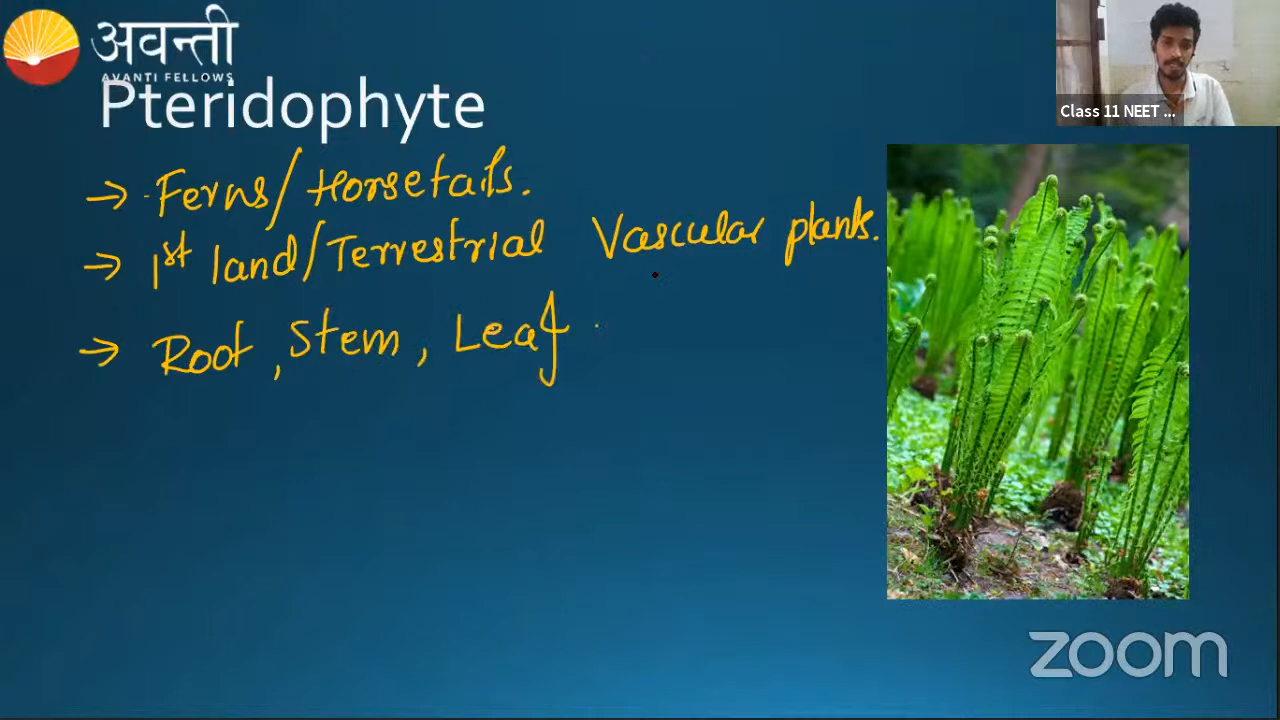 अवन्ती
AVANTI FELLOWS
Pteridophyte
Class 11 NEET ...
→ Ferns/Horsetails.
→ 1st land/Terrestrial Vascular plants.
→ Root, Stem, Leaf
zoom